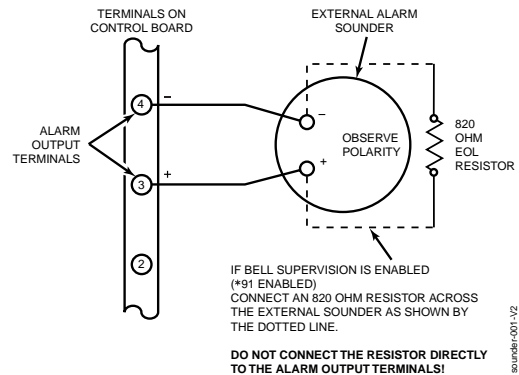 TERMINALS ON
CONTROL BOARD
EXTERNAL ALARM
SOUNDER
4
–
–
ALARM
OUTPUT
TERMINALS
OBSERVE
POLARITY
820
OHM
EOL
RESISTOR
3
+
+
2
IF BELL SUPERVISION IS ENABLED
(*91 ENABLED)
CONNECT AN 820 OHM RESISTOR ACROSS
THE EXTERNAL SOUNDER AS SHOWN BY
THE DOTTED LINE.
DO NOT CONNECT THE RESISTOR DIRECTLY
TO THE ALARM OUTPUT TERMINALS!
sounder-001-V2